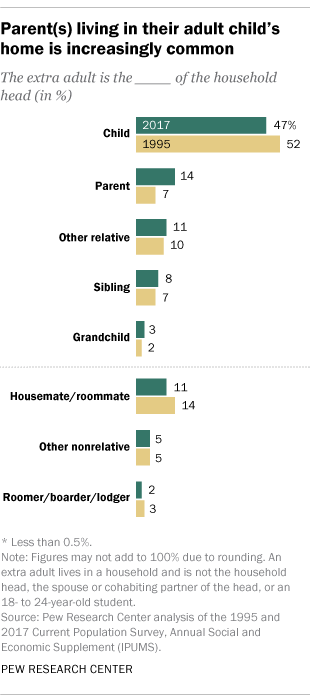 Parent(s) living in their adult child's
home is increasingly common
The extra adult is the ____ of the household
head (in %)
Child
2017
47%
1995
52
Parent
14
7
Other relative
11
10
Sibling
8
7
Grandchild
3
2
Housemate/roommate
11
14
Other nonrelative
5
5
Roomer/boarder/lodger
2
3
* Less than 0.5%.
Note: Figures may not add to 100% due to rounding. An
extra adult lives in a household and is not the household
head, the spouse or cohabiting partner of the head, or an
18- to 24-year-old student.
Source: Pew Research Center analysis of the 1995 and
2017 Current Population Survey, Annual Social and
Economic Supplement (IPUMS).
PEW RESEARCH CENTER